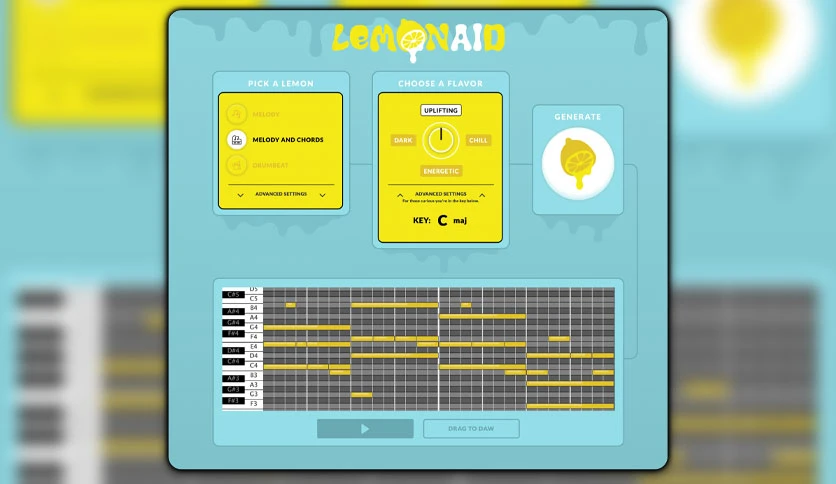 LEMONAID
PICK A LEMON
MELODY
MELODY AND CHORDS
DRUMBEAT
ADVANCED SETTINGS
CHOOSE A FLAVOR
UPLIFTING
DARK
CHILL
ENERGETIC
ADVANCED SETTINGS
For those curious you're in the key below.
KEY: C maj
GENERATE
D5
C#5
C5
B4
A#4
A4
G#4
G4
F#4
F4
E4
D#4
D4
C#4
C4
B3
A#3
A3
G#3
G3
F#3
F3
DRAG TO DAW